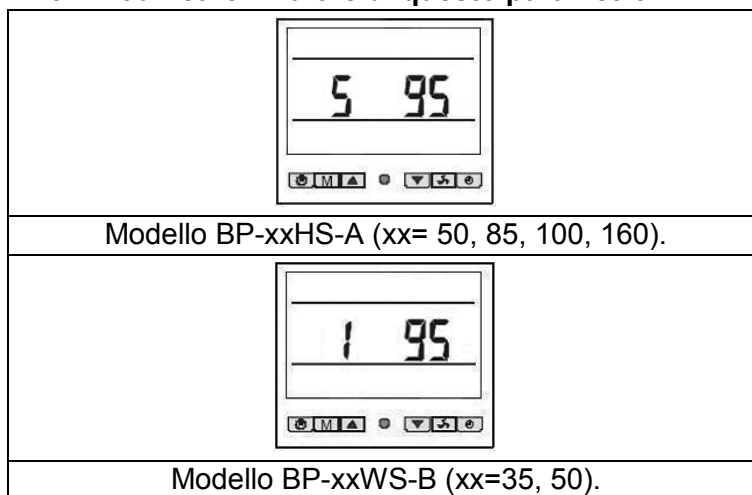 5 95
M
Modello BP-xxHS-A (xx= 50, 85, 100, 160).
1 95
M
Modello BP-xxWS-B (xx=35, 50).